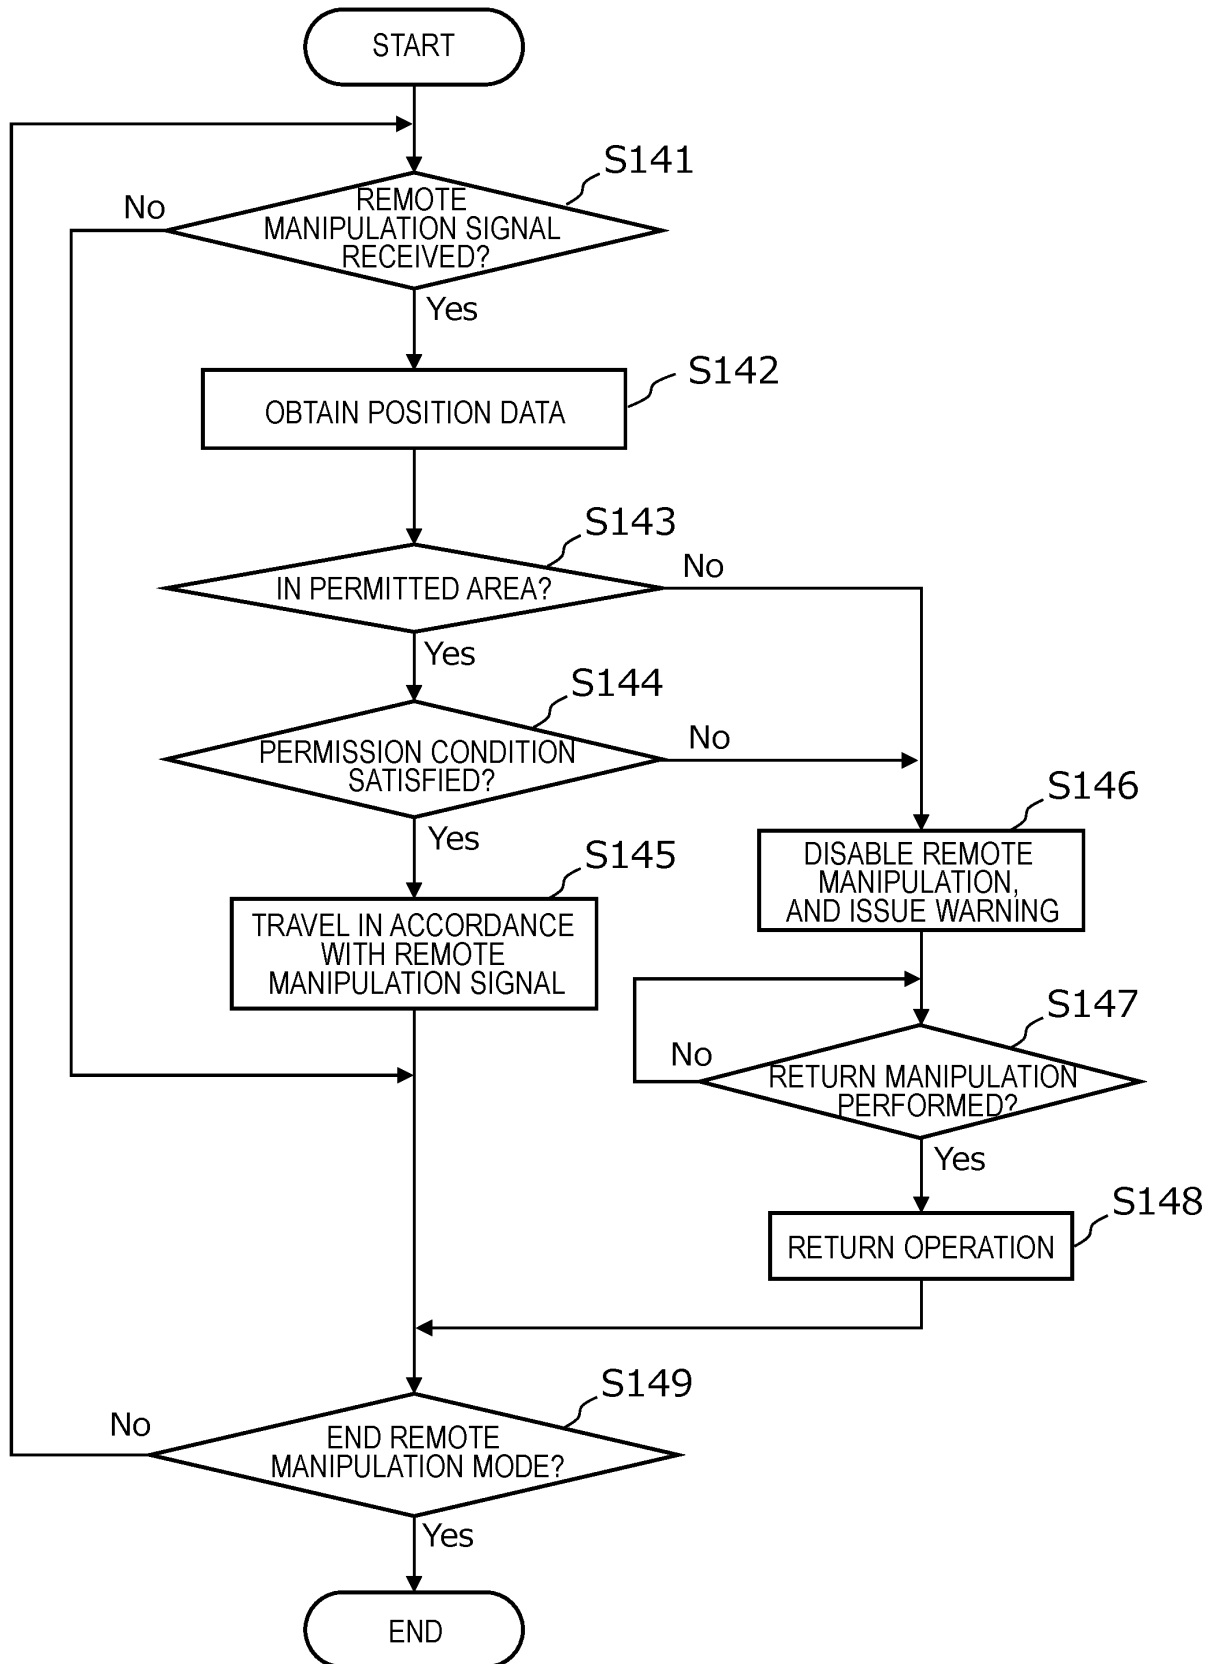 START
S141
No
REMOTE
MANIPULATION SIGNAL
RECEIVED?
Yes
S142
OBTAIN POSITION DATA
S143
IN PERMITTED AREA?
No
Yes
S144
PERMISSION CONDITION
SATISFIED?
No
Yes
S145
TRAVEL IN ACCORDANCE
WITH REMOTE
MANIPULATION SIGNAL
S146
DISABLE REMOTE
MANIPULATION,
AND ISSUE WARNING
S147
No
RETURN MANIPULATION
PERFORMED?
Yes
S148
RETURN OPERATION
S149
No
END REMOTE
MANIPULATION MODE?
Yes
END